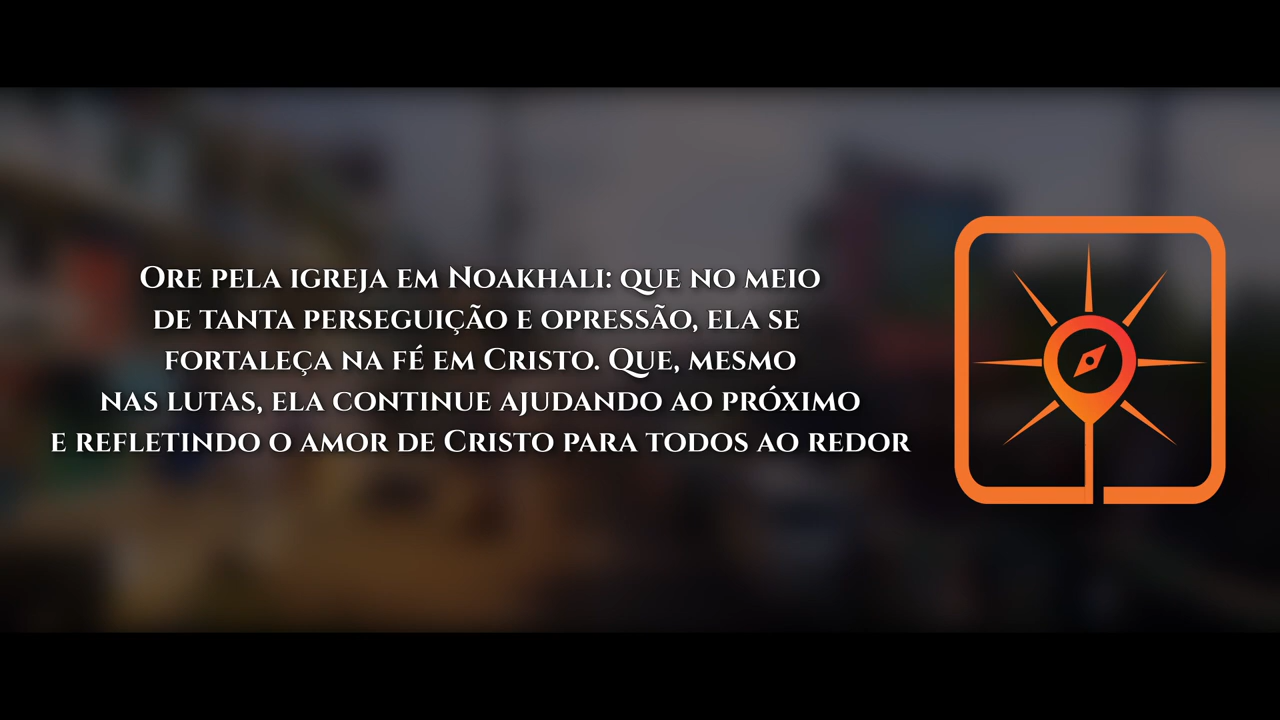 Ore pela igreja em Noakhali: que no meio
de tanta perseguição e opressão, ela se
fortaleça na fé em Cristo. Que, mesmo
nas lutas, ela continue ajudando ao próximo
e refletindo o amor de Cristo para todos ao redor